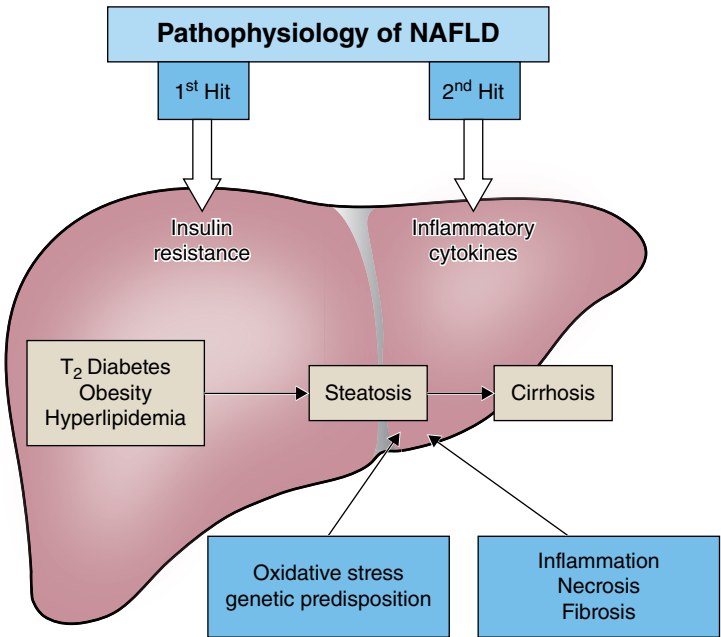 Pathophysiology of NAFLD
1st Hit
2nd Hit
Insulin
resistance
Inflammatory
cytokines
T2 Diabetes
Obesity
Hyperlipidemia
Steatosis
Cirrhosis
Oxidative stress
genetic predisposition
Inflammation
Necrosis
Fibrosis